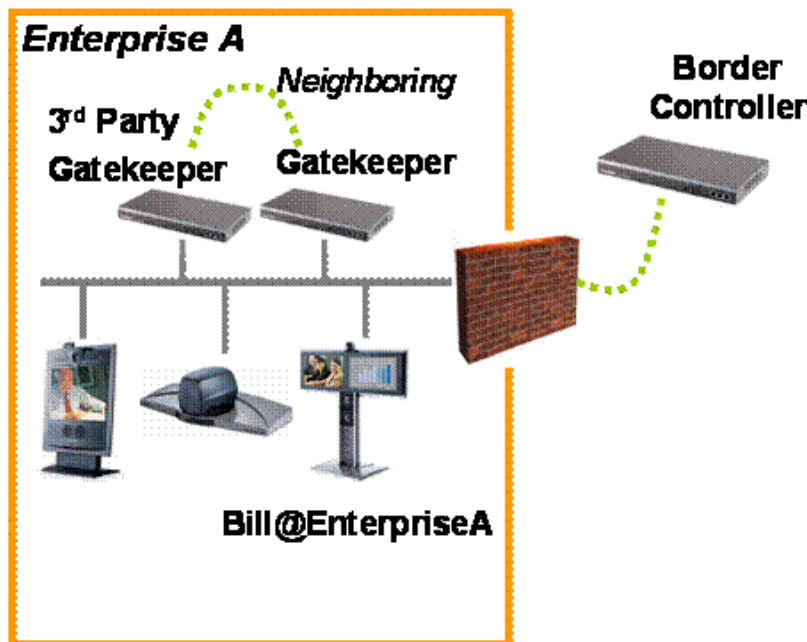 Enterprise A
Neighboring
3rd Party
Gatekeeper
Gatekeeper
Border
Controller
Bill@EnterpriseA